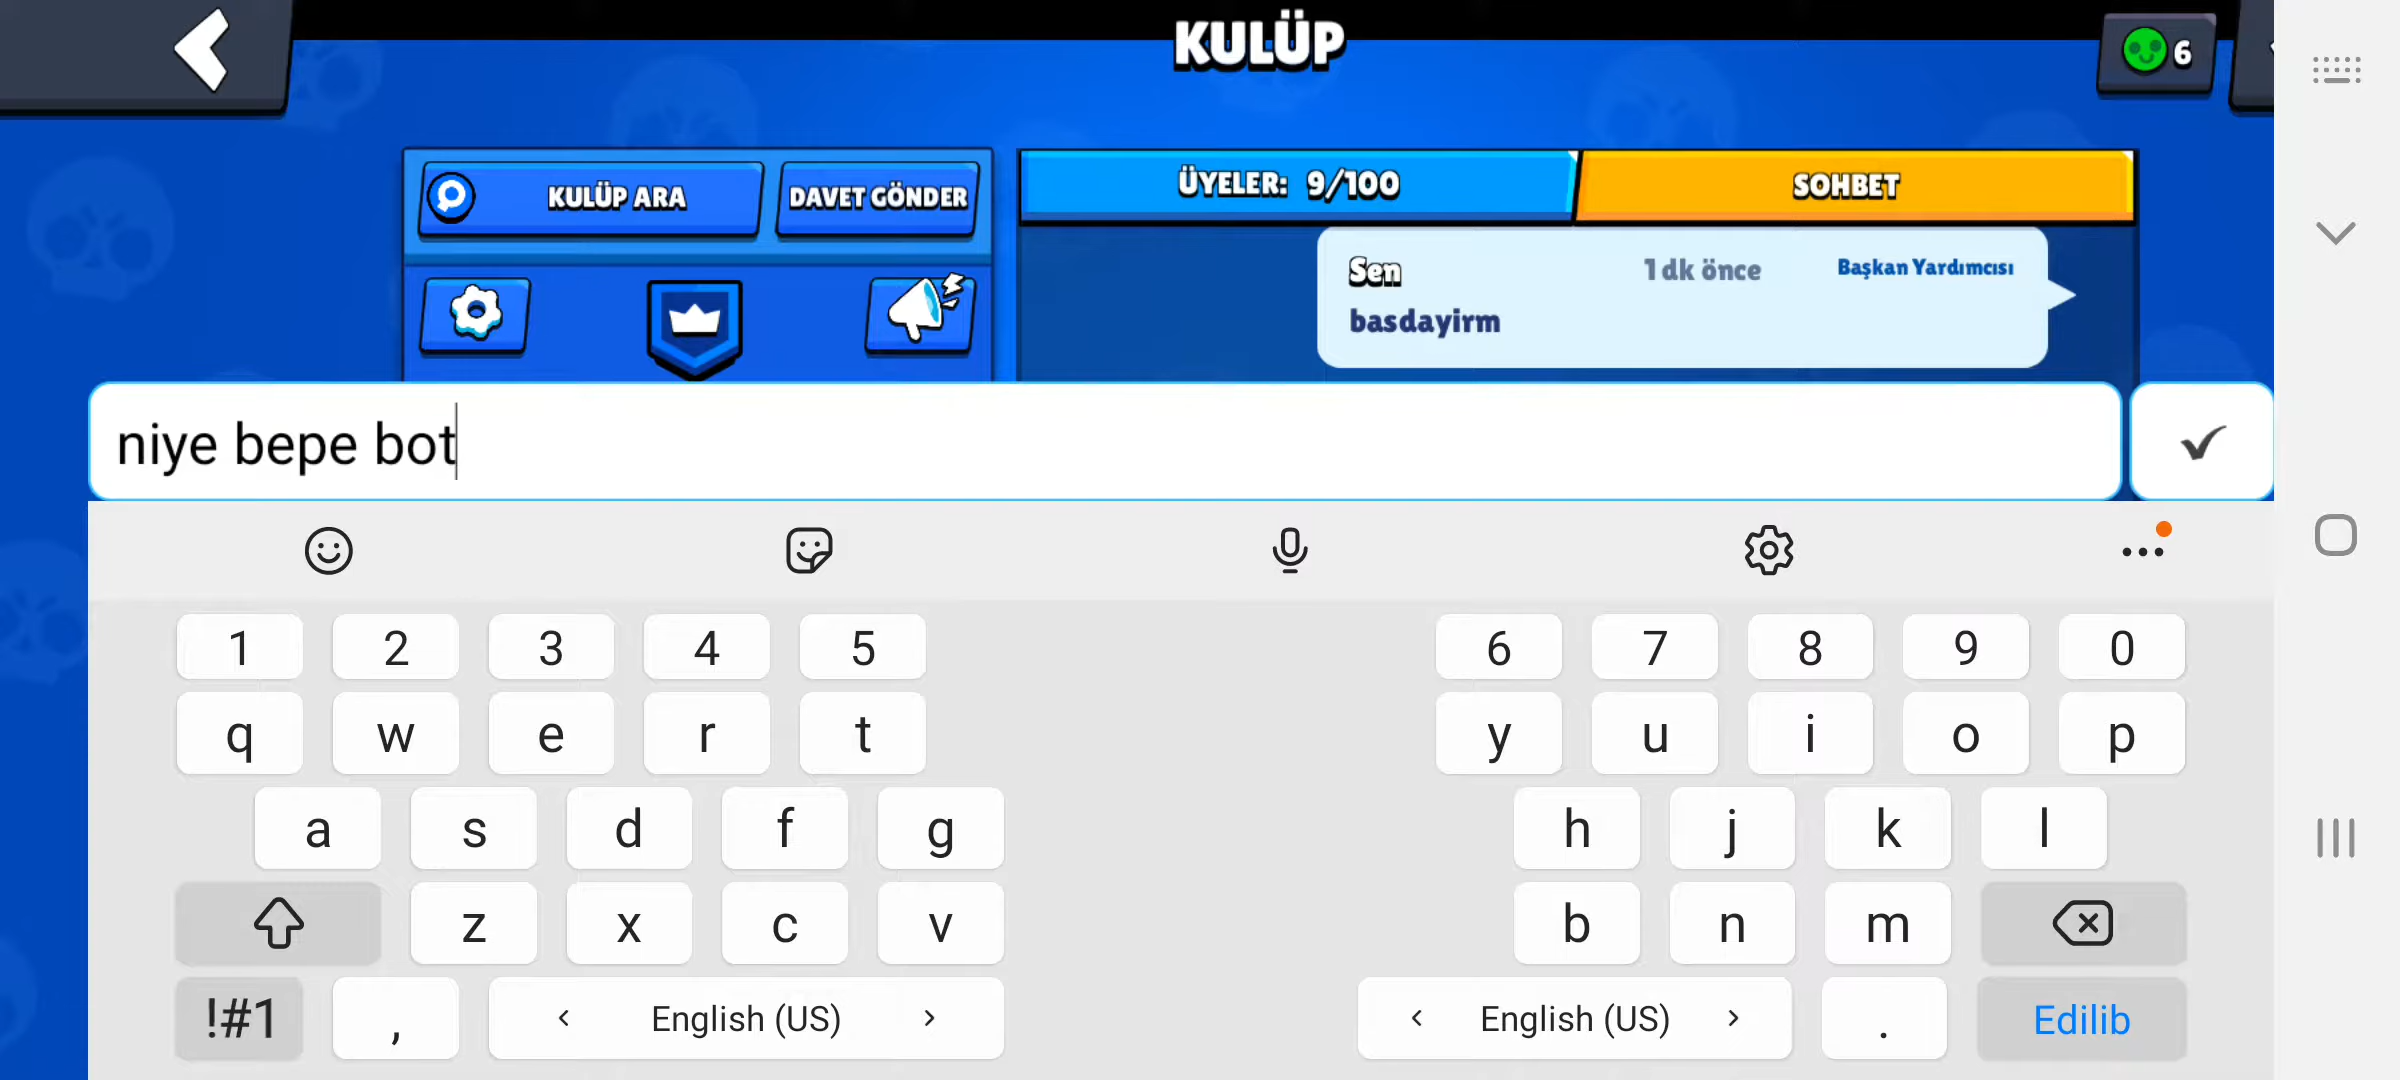 KULÜP
6
KULÜP ARA
DAVET GÖNDER
ÜYELER: 9/100
SOHBET
Sen
1 dk önce
Başkan Yardımcısı
basdayirm
niye bepe bot
1 2 3 4 5 6 7 8 9 0
q w e r t y u i o p
a s d f g h j k l
z x c v b n m
!#1 , < English (US) > < English (US) > . Edilib